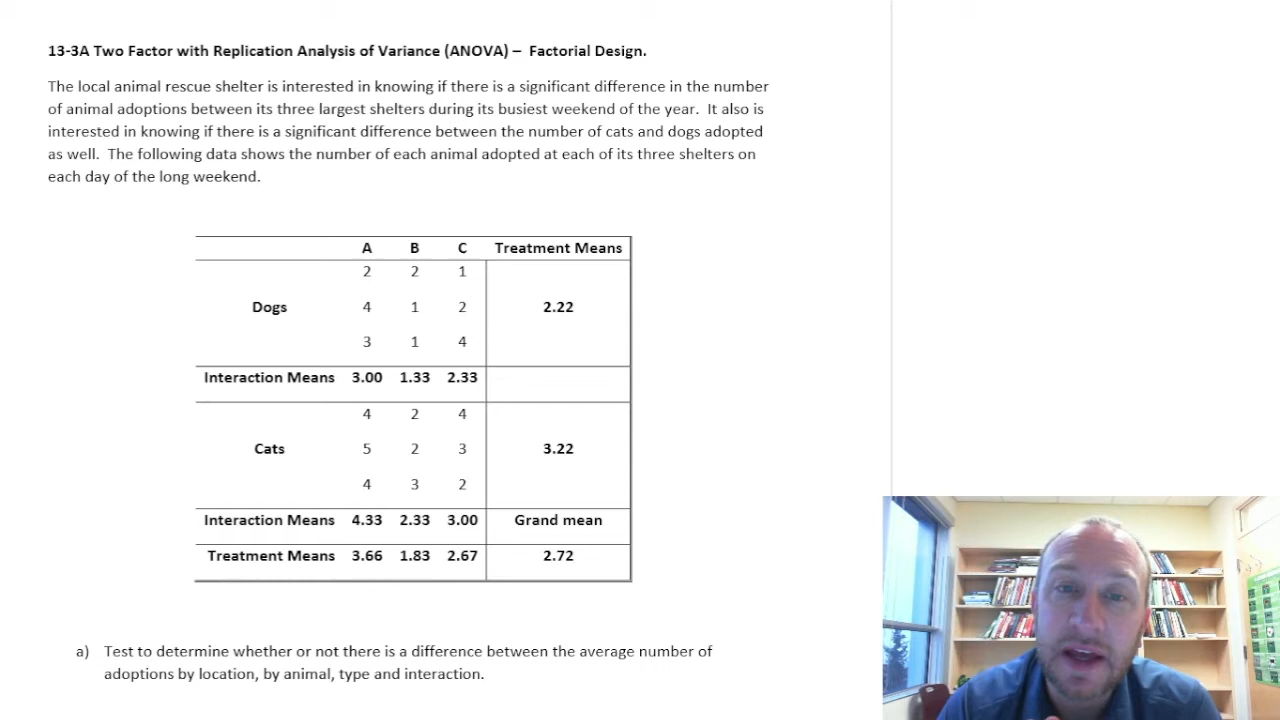 13-3A Two Factor with Replication Analysis of Variance (ANOVA) – Factorial Design.
The local animal rescue shelter is interested in knowing if there is a significant difference in the number
of animal adoptions between its three largest shelters during its busiest weekend of the year. It also is
interested in knowing if there is a significant difference between the number of cats and dogs adopted
as well. The following data shows the number of each animal adopted at each of its three shelters on
each day of the long weekend.
A B C Treatment Means
2 2 1
Dogs 4 1 2 2.22
3 1 4
Interaction Means 3.00 1.33 2.33
4 2 4
Cats 5 2 3 3.22
4 3 2
Interaction Means 4.33 2.33 3.00 Grand mean
Treatment Means 3.66 1.83 2.67 2.72
a) Test to determine whether or not there is a difference between the average number of
adoptions by location, by animal, type and interaction.